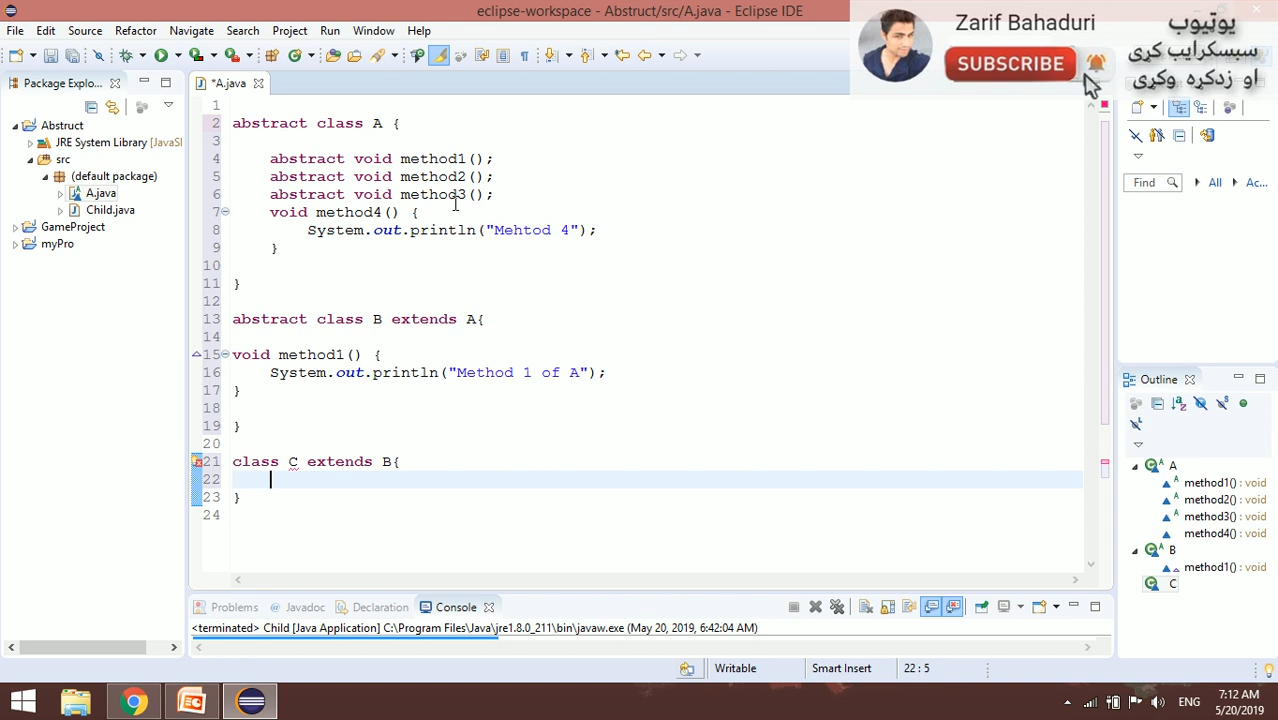 eclipse-workspace - Abstruct/src/A.java - Eclipse IDE
File Edit Source Refactor Navigate Search Project Run Window Help
Zarif Bahaduri
SUBSCRIBE
یوټیوب
سبسکرایب کړی
او زدکړه وکړی
Package Explo...
*A.java
Abstruct
JRE System Library [JavaSE
src
(default package)
A.java
Child.java
GameProject
myPro
1
2 abstract class A {
3
4 abstract void method1();
5 abstract void method2();
6 abstract void method3();
7 void method4() {
8 System.out.println("Mehtod 4");
9 }
10
11 }
12
13 abstract class B extends A{
14
15 void method1() {
16 System.out.println("Method 1 of A");
17 }
18
19 }
20
21 class C extends B{
22
23 }
24
Find All Ac...
Outline
A
method1() : void
method2() : void
method3() : void
method4() : void
B
method1() : void
C
Problems Javadoc Declaration Console
<terminated> Child [Java Application] C:\Program Files\Java\jre1.8.0_211\bin\javaw.exe (May 20, 2019, 6:42:04 AM)
Writable Smart Insert 22 : 5
ENG 7:12 AM
5/20/2019